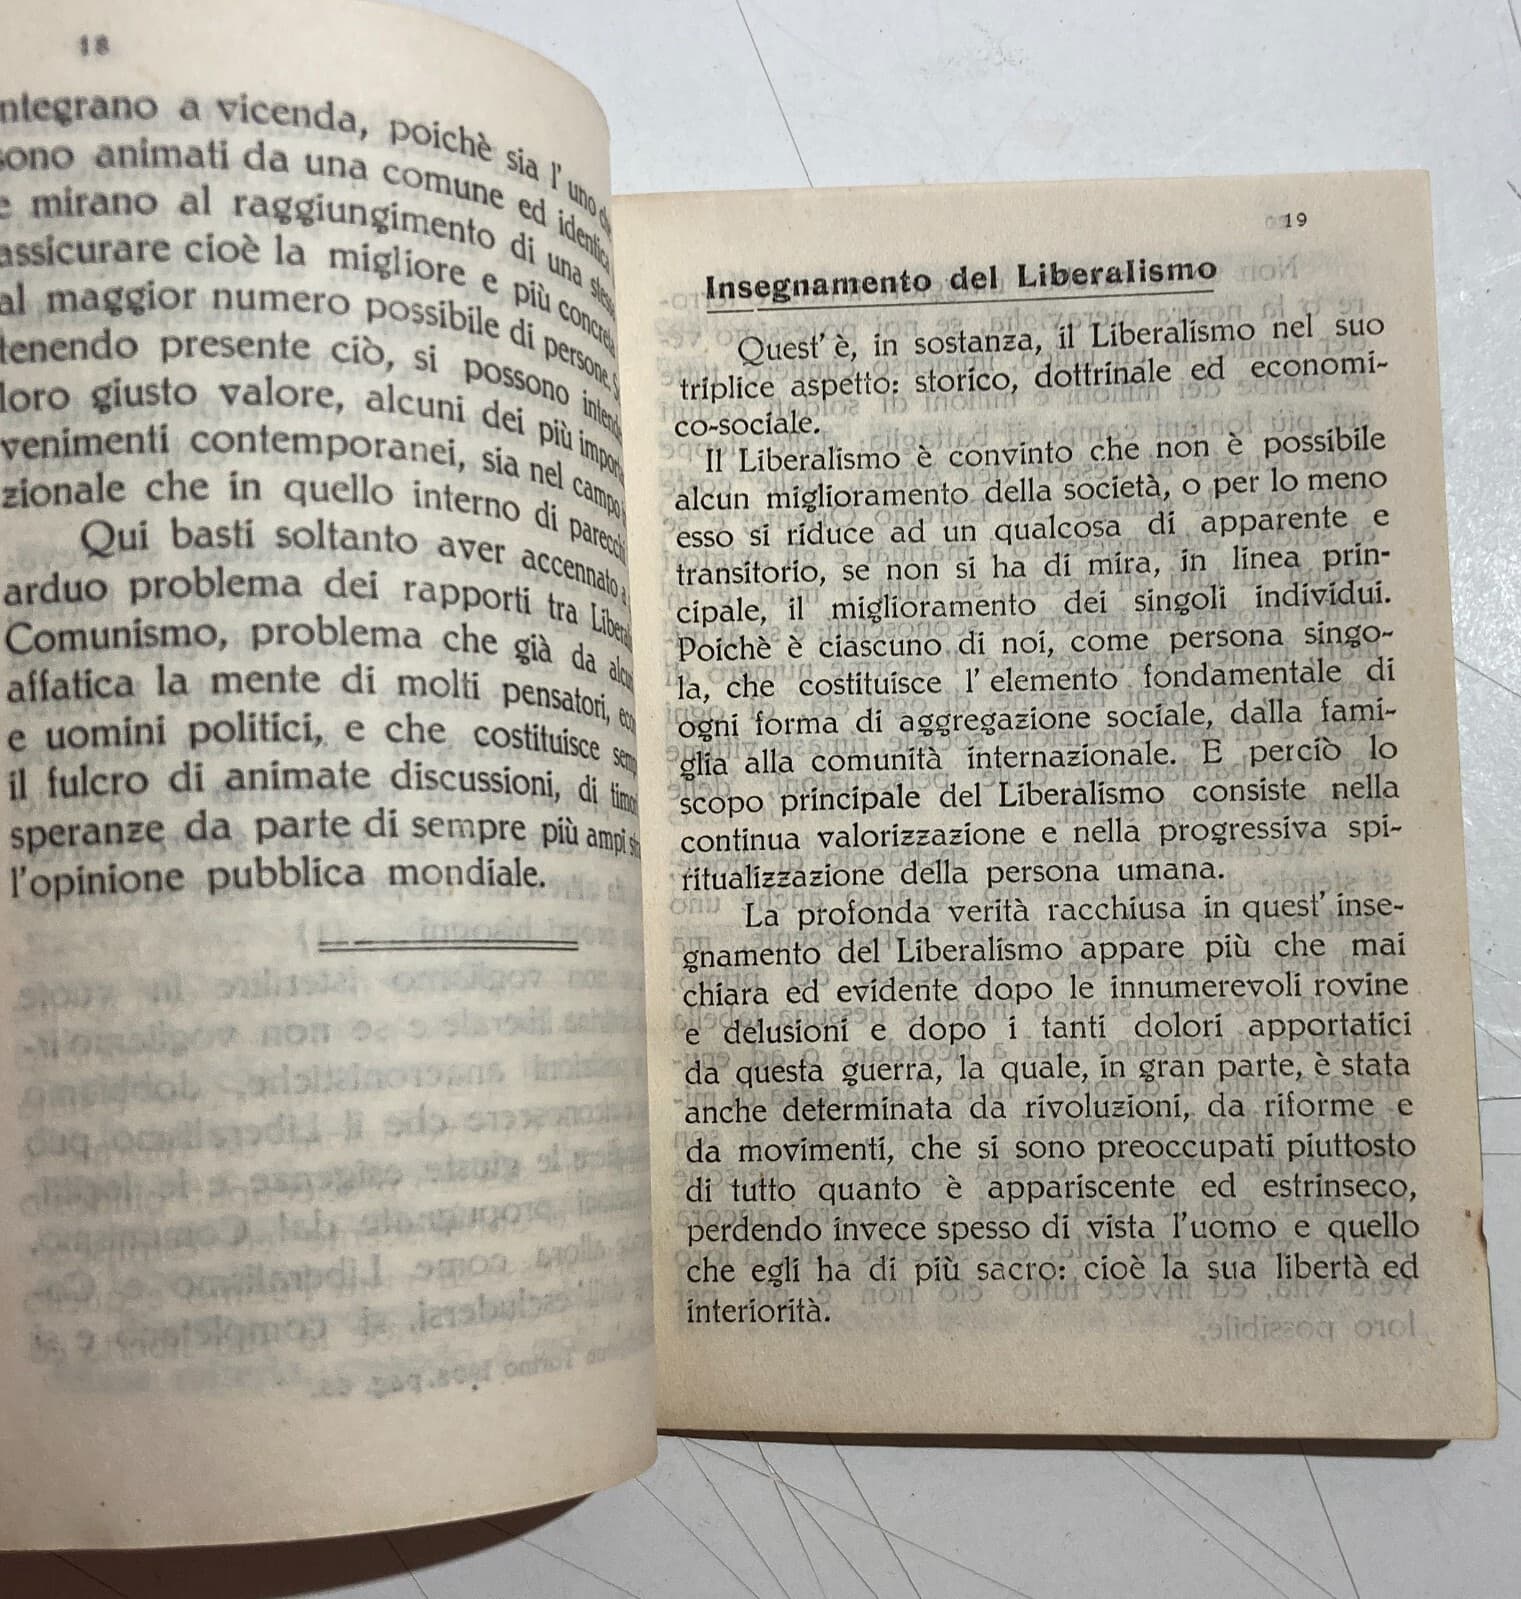 18
integrano a vicenda, poichè sia l'uno
sono animati da una comune ed identica
e mirano al raggiungimento di una
assicurare cioè la migliore e più
al maggior numero possibile di persone.
tenendo presente ciò, si possono
loro giusto valore, alcuni dei più
venimenti contemporanei, sia nel campo
zionale che in quello interno di
Qui basti soltanto aver accennato
arduo problema dei rapporti tra
Comunismo, problema che già da
affatica la mente di molti pensatori,
e uomini politici, e che costituisce
il fulcro di animate discussioni, di
speranze da parte di sempre più ampi
l'opinione pubblica mondiale.
19
Insegnamento del Liberalismo
Quest'è, in sostanza, il Liberalismo nel suo
triplice aspetto: storico, dottrinale ed economi-
co-sociale.
Il Liberalismo è convinto che non è possibile
alcun miglioramento della società, o per lo meno
esso si riduce ad un qualcosa di apparente e
transitorio, se non si ha di mira, in linea prin-
cipale, il miglioramento dei singoli individui.
Poichè è ciascuno di noi, come persona singo-
la, che costituisce l'elemento fondamentale di
ogni forma di aggregazione sociale, dalla fami-
glia alla comunità internazionale. E perciò lo
scopo principale del Liberalismo consiste nella
continua valorizzazione e nella progressiva spi-
ritualizzazione della persona umana.
La profonda verità racchiusa in quest'inse-
gnamento del Liberalismo appare più che mai
chiara ed evidente dopo le innumerevoli rovine
e delusioni e dopo i tanti dolori apportatici
da questa guerra, la quale, in gran parte, è stata
anche determinata da rivoluzioni, da riforme e
da movimenti, che si sono preoccupati piuttosto
di tutto quanto è appariscente ed estrinseco,
perdendo invece spesso di vista l'uomo e quello
che egli ha di più sacro: cioè la sua libertà ed
interiorità.